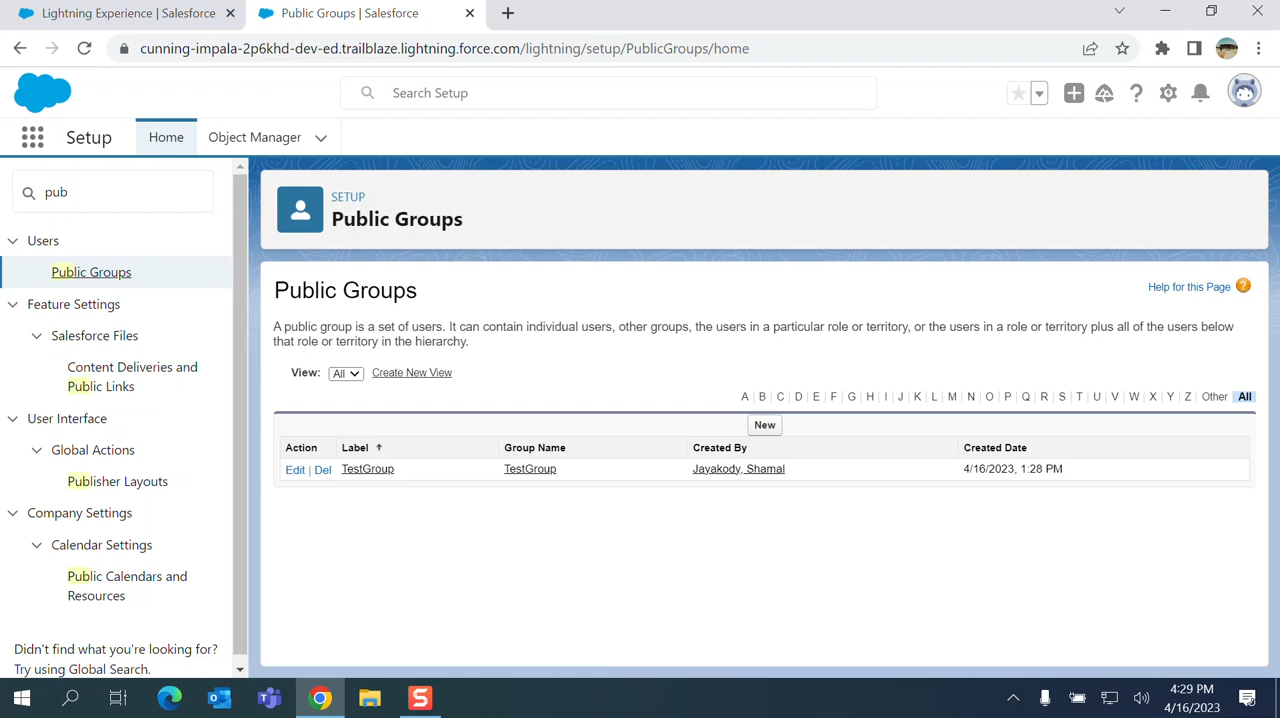 Lightning Experience | Salesforce
Public Groups | Salesforce
cunning-impala-2p6khd-dev-ed.trailblaze.lightning.force.com/lightning/setup/PublicGroups/home
Search Setup
Setup
Home
Object Manager
pub
Users
Public Groups
Feature Settings
Salesforce Files
Content Deliveries and
Public Links
User Interface
Global Actions
Publisher Layouts
Company Settings
Calendar Settings
Public Calendars and
Resources
Didn't find what you're looking for?
Try using Global Search.
SETUP
Public Groups
Public Groups
Help for this Page ?
A public group is a set of users. It can contain individual users, other groups, the users in a particular role or territory, or the users in a role or territory plus all of the users below
that role or territory in the hierarchy.
View: All Create New View
A | B | C | D | E | F | G | H | I | J | K | L | M | N | O | P | Q | R | S | T | U | V | W | X | Y | Z | Other All
New
Action Label ↑ Group Name Created By Created Date
Edit | Del TestGroup TestGroup Jayakody, Shamal 4/16/2023, 1:28 PM
4:29 PM
4/16/2023